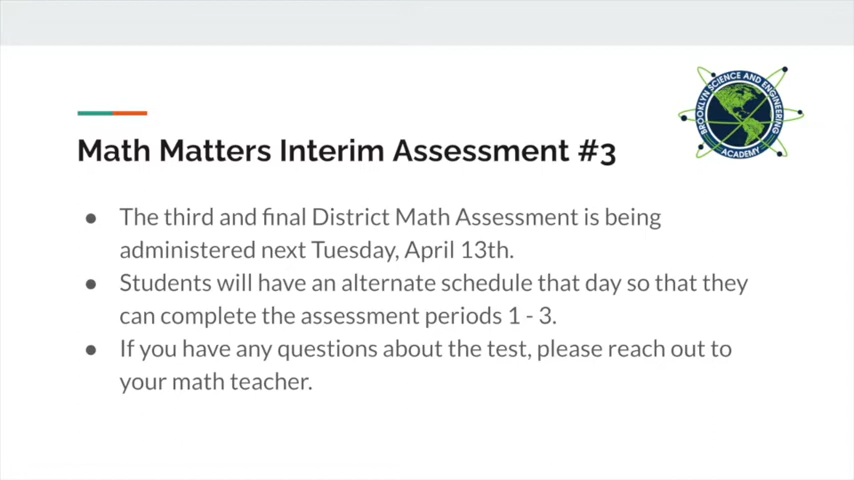 BROOKLYN SCIENCE AND ENGINEERING
ACADEMY
Math Matters Interim Assessment #3
● The third and final District Math Assessment is being
administered next Tuesday, April 13th.
● Students will have an alternate schedule that day so that they
can complete the assessment periods 1 - 3.
● If you have any questions about the test, please reach out to
your math teacher.